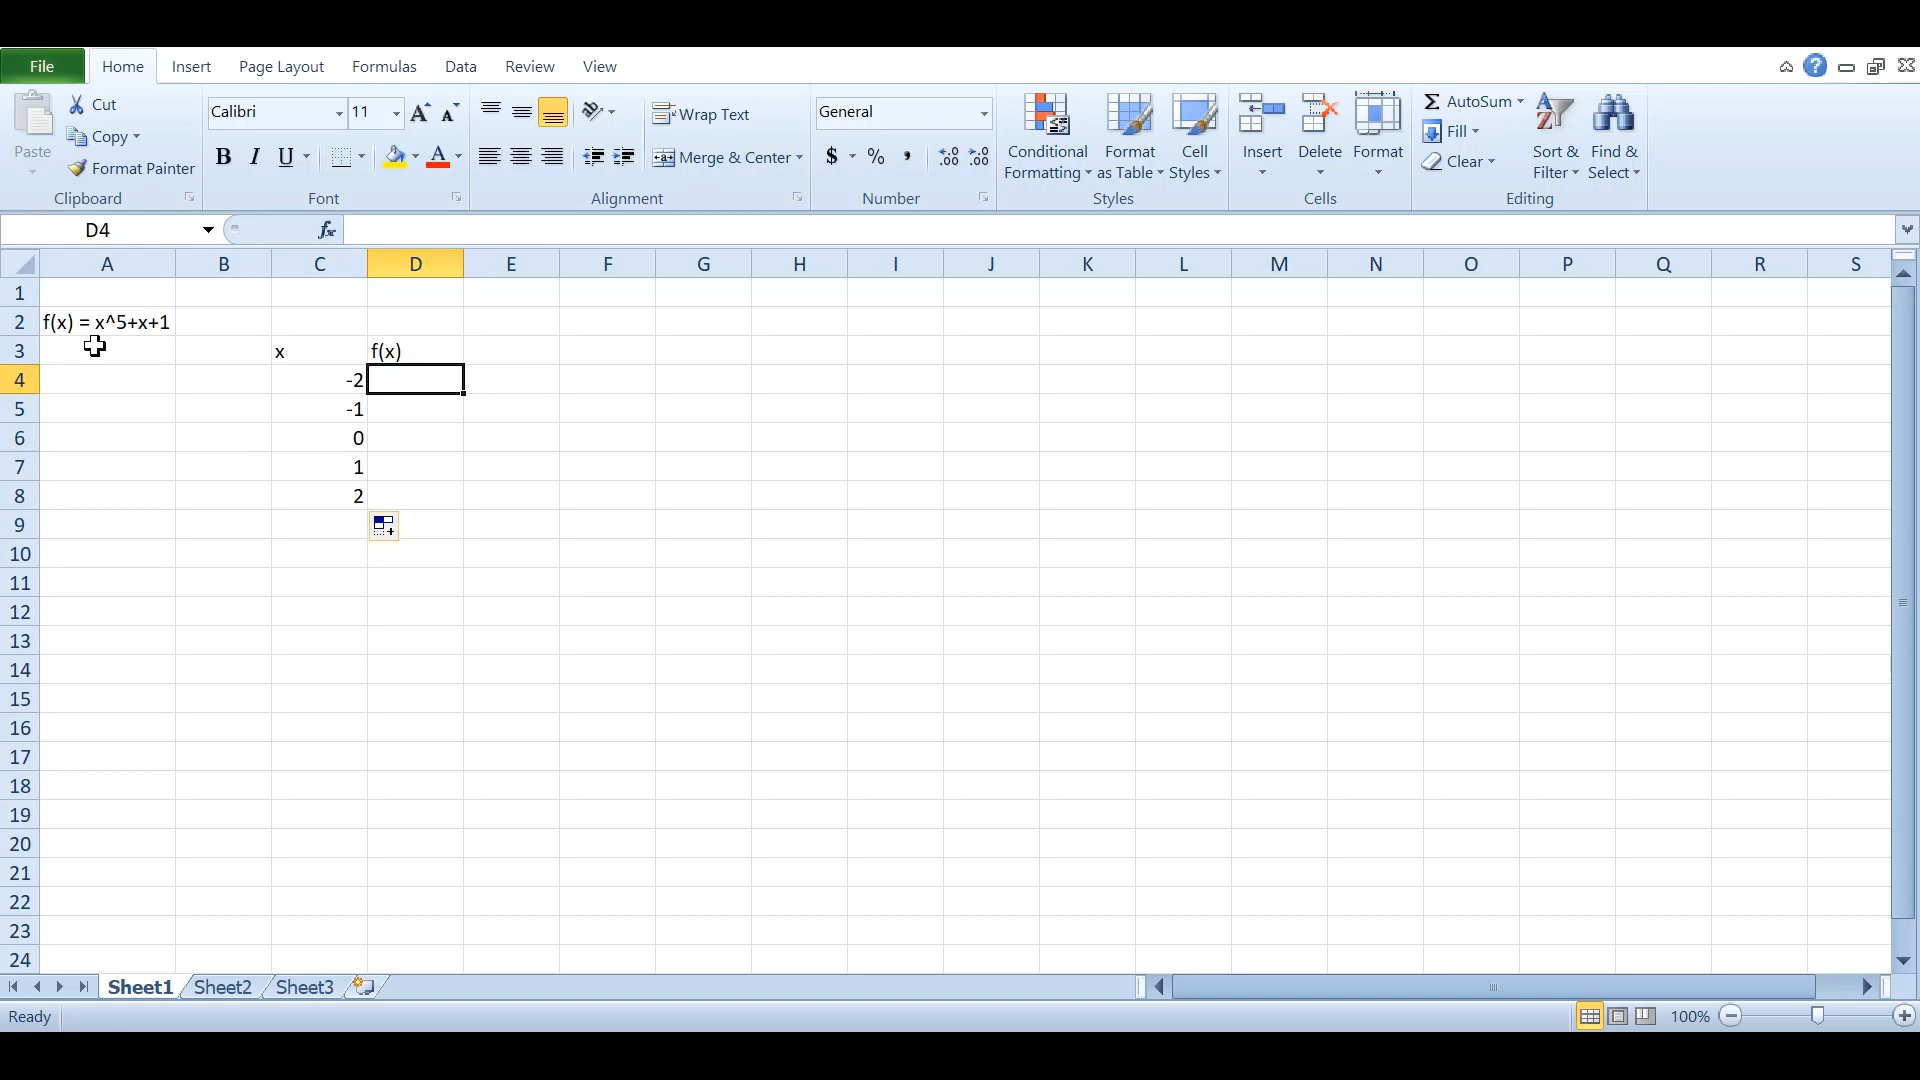 File Home Insert Page Layout Formulas Data Review View
Cut
Copy
Format Painter
Paste
Clipboard
Calibri 11
B I U
Font
Wrap Text
Merge & Center
Alignment
General
$ % ,
Number
Conditional Formatting
Format as Table
Cell Styles
Styles
Insert
Delete
Format
Cells
AutoSum
Fill
Clear
Sort & Filter
Find & Select
Editing
D4 fx
A B C D E F G H I J K L M N O P Q R S
1
2 f(x) = x^5+x+1
3 x f(x)
4 -2
5 -1
6 0
7 1
8 2
9
10
11
12
13
14
15
16
17
18
19
20
21
22
23
24
Sheet1 Sheet2 Sheet3
Ready 100%